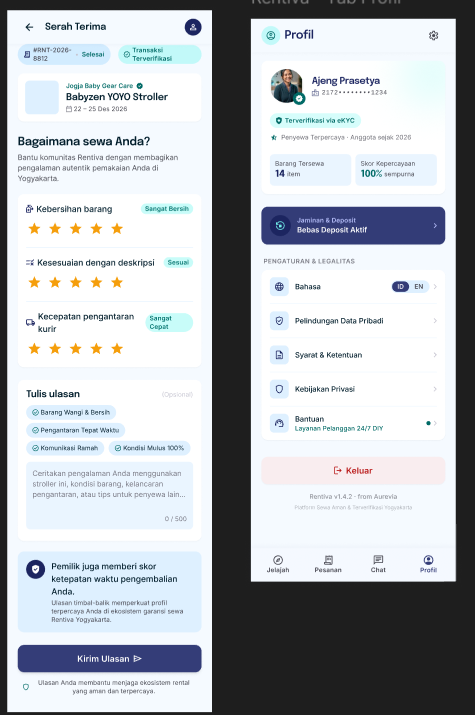 Rentiva – Tab Profil
Serah Terima
#RNT-2026-
8812
Selesai
Transaksi
Terverifikasi
Jogja Baby Gear Care
Babyzen YOYO Stroller
22 – 25 Des 2026
Bagaimana sewa Anda?
Bantu komunitas Rentiva dengan membagikan
pengalaman autentik pemakaian Anda di
Yogyakarta.
Kebersihan barang
Sangat Bersih
Kesesuaian dengan deskripsi
Sesuai
Kecepatan pengantaran
kurir
Sangat
Cepat
Tulis ulasan
(Opsional)
Barang Wangi & Bersih
Pengantaran Tepat Waktu
Komunikasi Ramah
Kondisi Mulus 100%
Ceritakan pengalaman Anda menggunakan
stroller ini, kondisi barang, kelancaran
pengantaran, atau tips untuk penyewa lain...
0 / 500
Pemilik juga memberi skor
ketepatan waktu pengembalian
Anda.
Ulasan timbal-balik memperkuat profil
terpercaya Anda di ekosistem garansi sewa
Rentiva Yogyakarta.
Kirim Ulasan
Ulasan Anda membantu menjaga ekosistem rental
yang aman dan terpercaya.
Profil
Ajeng Prasetya
2172••••••••1234
Terverifikasi via eKYC
Penyewa Terpercaya · Anggota sejak 2026
Barang Tersewa
14 item
Skor Kepercayaan
100% sempurna
Jaminan & Deposit
Bebas Deposit Aktif
PENGATURAN & LEGALITAS
Bahasa
ID
EN
Pelindungan Data Pribadi
Syarat & Ketentuan
Kebijakan Privasi
Bantuan
Layanan Pelanggan 24/7 DIY
Keluar
Rentiva v1.4.2 · from Aurevia
Platform Sewa Aman & Terverifikasi Yogyakarta
Jelajah
Pesanan
Chat
Profil